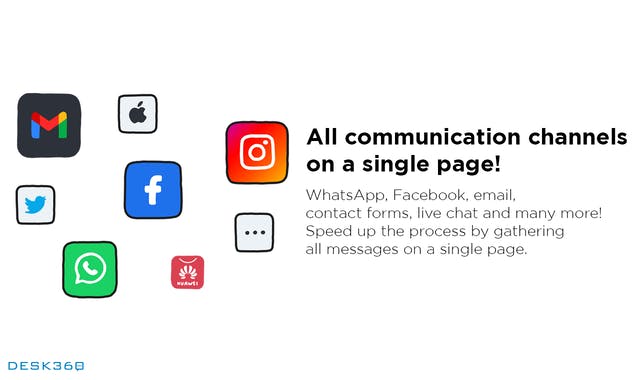 All communication channels
on a single page!
WhatsApp, Facebook, email,
contact forms, live chat and many more!
Speed up the process by gathering
all messages on a single page.
HUAWEI
DESK360